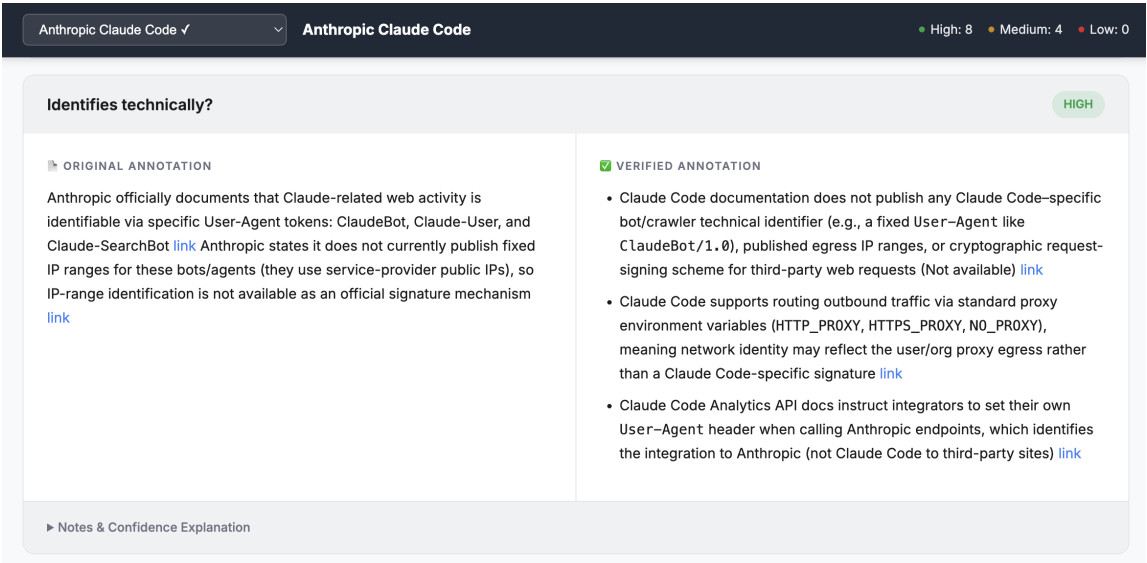 Anthropic Claude Code ✓
Anthropic Claude Code
High: 8 Medium: 4 Low: 0
Identifies technically?
HIGH
ORIGINAL ANNOTATION
Anthropic officially documents that Claude-related web activity is
identifiable via specific User-Agent tokens: ClaudeBot, Claude-User, and
Claude-SearchBot link Anthropic states it does not currently publish fixed
IP ranges for these bots/agents (they use service-provider public IPs), so
IP-range identification is not available as an official signature mechanism
link
VERIFIED ANNOTATION
• Claude Code documentation does not publish any Claude Code–specific
bot/crawler technical identifier (e.g., a fixed User-Agent like
ClaudeBot/1.0), published egress IP ranges, or cryptographic request-
signing scheme for third-party web requests (Not available) link
• Claude Code supports routing outbound traffic via standard proxy
environment variables (HTTP_PROXY, HTTPS_PROXY, NO_PROXY),
meaning network identity may reflect the user/org proxy egress rather
than a Claude Code-specific signature link
• Claude Code Analytics API docs instruct integrators to set their own
User-Agent header when calling Anthropic endpoints, which identifies
the integration to Anthropic (not Claude Code to third-party sites) link
▶ Notes & Confidence Explanation